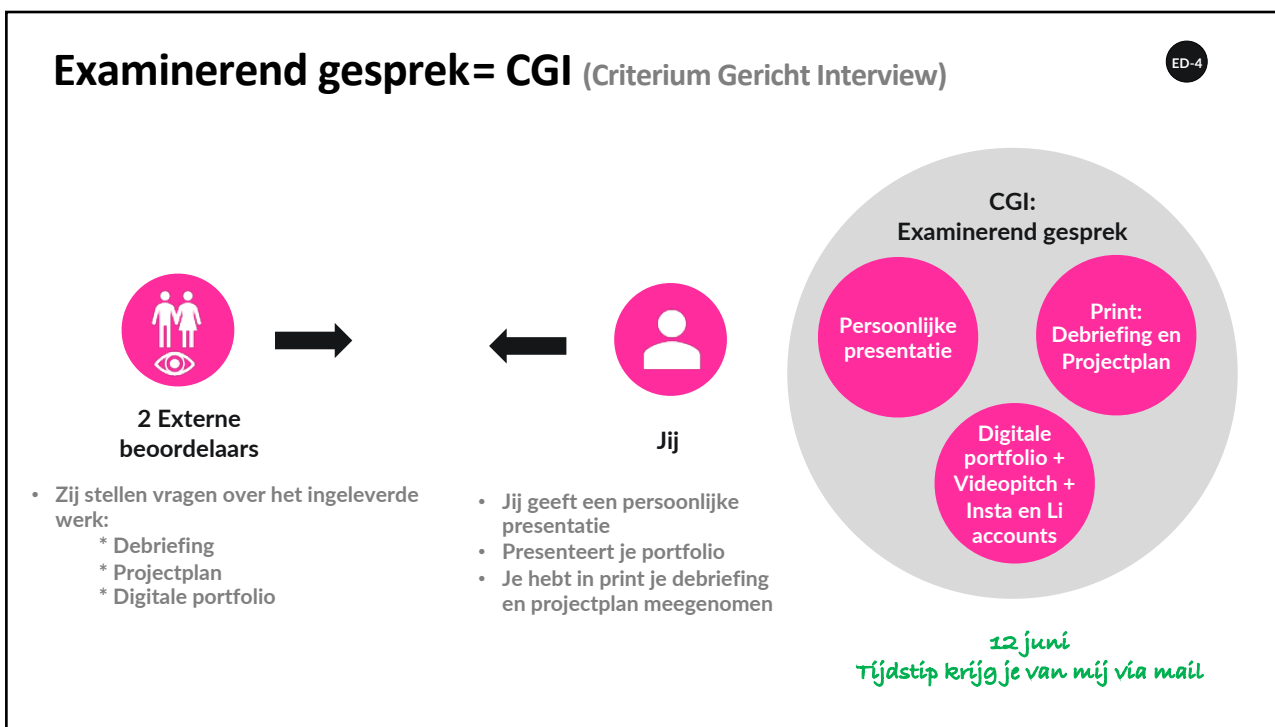 Examinerend gesprek= CGI (Criterium Gericht Interview)
ED-4
2 Externe
beoordelaars
• Zij stellen vragen over het ingeleverde
werk:
* Debriefing
* Projectplan
* Digitale portfolio
Jij
• Jij geeft een persoonlijke
presentatie
• Presenteert je portfolio
• Je hebt in print je debriefing
en projectplan meegenomen
CGI:
Examinerend gesprek
Persoonlijke
presentatie
Print:
Debriefing en
Projectplan
Digitale
portfolio +
Videopitch +
Insta en Li
accounts
12 juni
Tijdstip krijg je van mij via mail